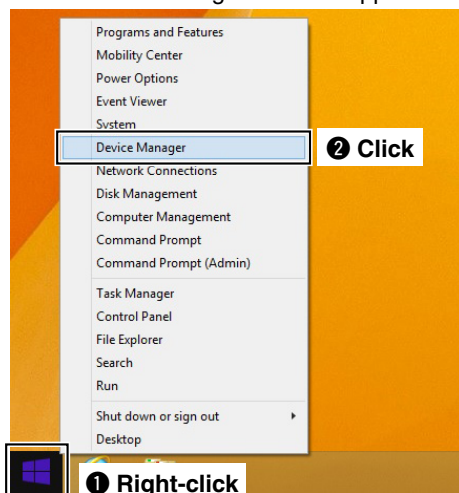 Programs and Features
Mobility Center
Power Options
Event Viewer
System
Device Manager
❷ Click
Network Connections
Disk Management
Computer Management
Command Prompt
Command Prompt (Admin)
Task Manager
Control Panel
File Explorer
Search
Run
Shut down or sign out
Desktop
❶ Right-click